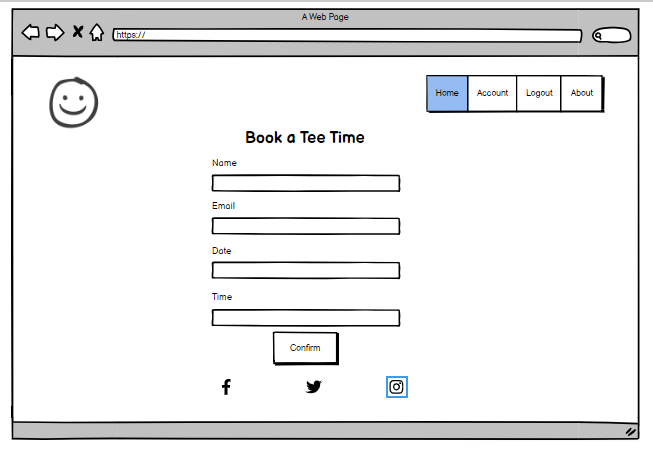 A Web Page
https://
Home Account Logout About
Book a Tee Time
Name
Email
Date
Time
Confirm